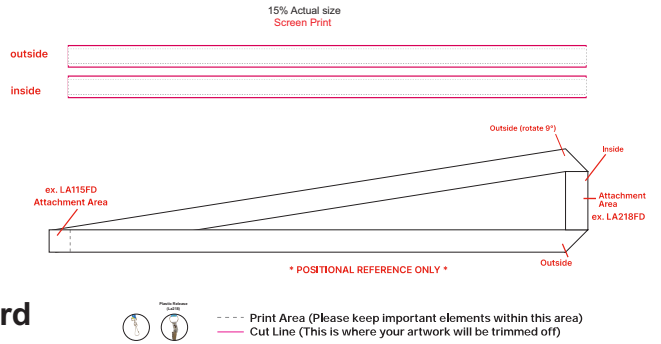 15% Actual size
Screen Print
outside
inside
Outside (rotate 9°)
Inside
ex. LA115FD
Attachment Area
Attachment
Area
ex. LA218FD
Outside
* POSITIONAL REFERENCE ONLY *
rd
Plastic Release
(La218)
Print Area (Please keep important elements within this area)
Cut Line (This is where your artwork will be trimmed off)